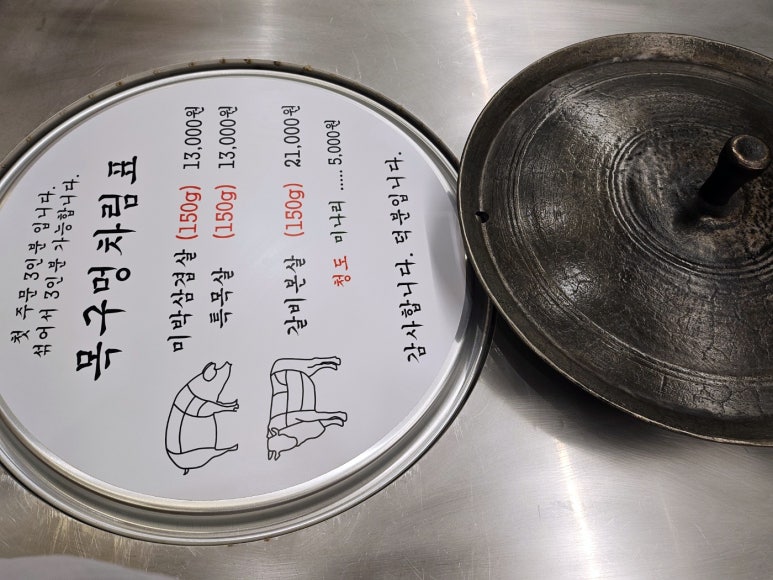 첫 주문 3인분 입니다.
섞어서 3인분 가능합니다.
목구멍 차림표
미박삼겹살 (150g) 13,000원
특목살 (150g) 13,000원
갈비본살 (150g) 21,000원
청도 미나리 ..... 5,000원
감사합니다. 덕분입니다.